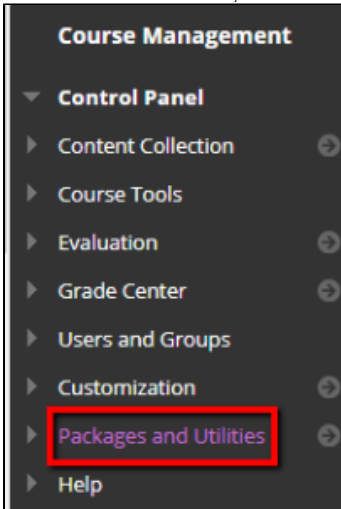 Course Management
Control Panel
Content Collection
Course Tools
Evaluation
Grade Center
Users and Groups
Customization
Packages and Utilities
Help